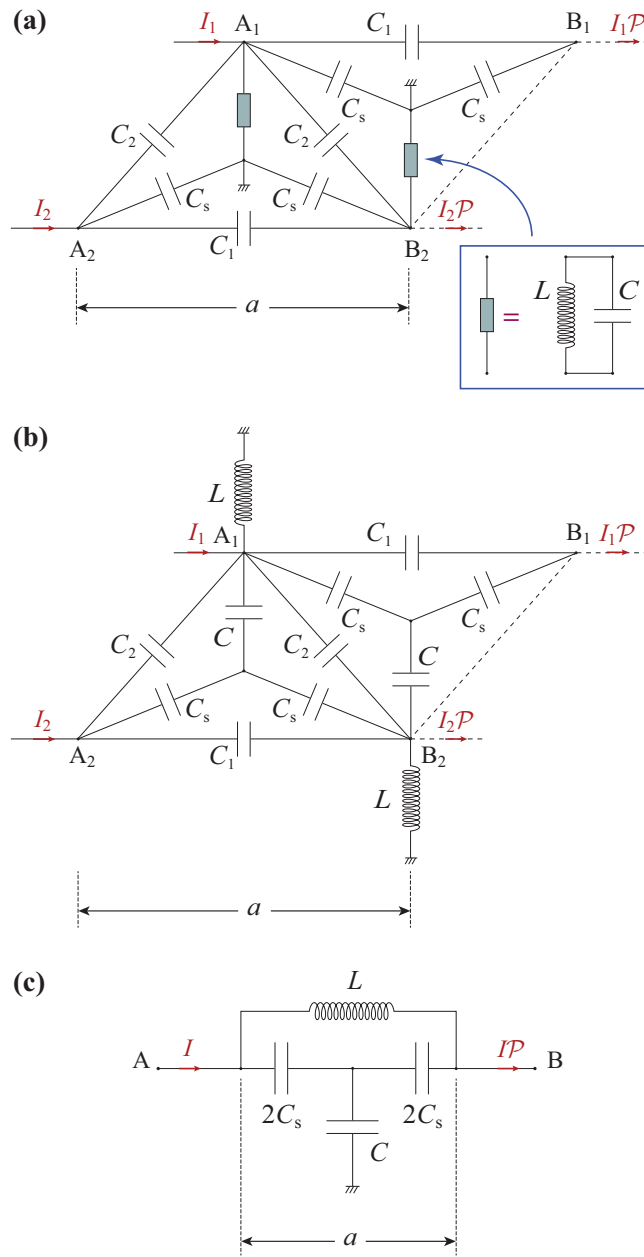 (a)
I₁ A₁ C₁ B₁ I₁𝒫
C₂ Cₛ C₂ Cₛ
Cₛ Cₛ
I₂ A₂ C₁ B₂ I₂𝒫
a
= L C
(b)
L
I₁ A₁ C₁ B₁ I₁𝒫
C₂ C C₂ Cₛ C Cₛ
Cₛ Cₛ
I₂ A₂ C₁ B₂ I₂𝒫
L
a
(c)
L
A I I𝒫 B
2Cₛ 2Cₛ
C
a